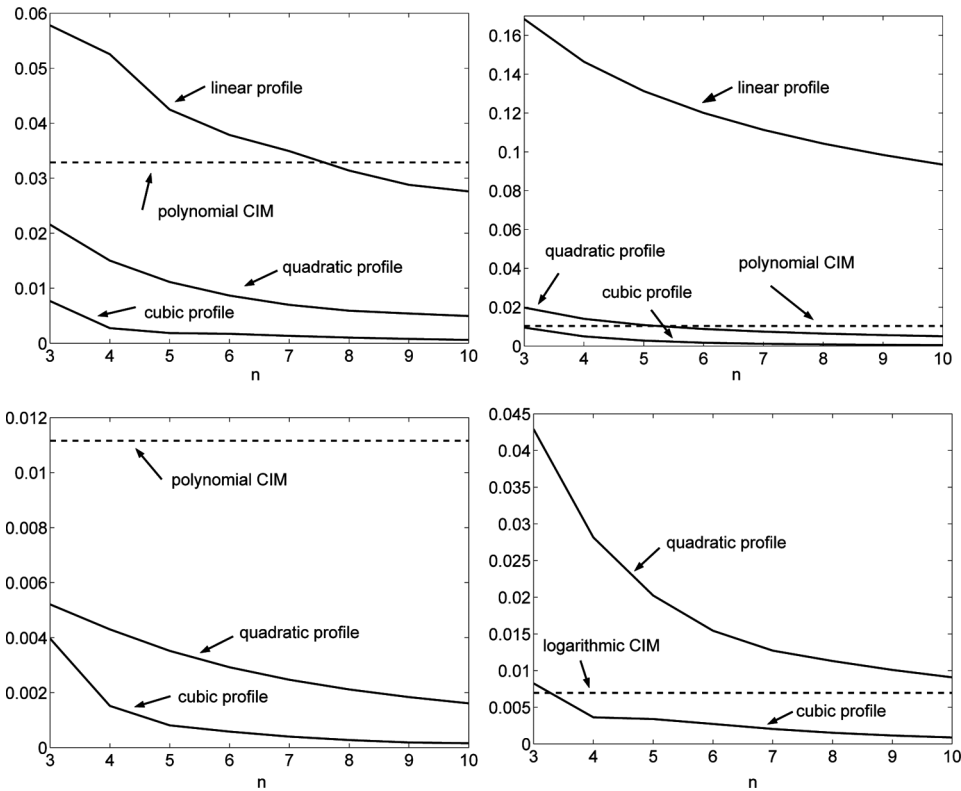 0.06
0.05
0.04
0.03
0.02
0.01
0
linear profile
polynomial CIM
quadratic profile
cubic profile
3 4 5 6 7 8 9 10
n
0.16
0.14
0.12
0.1
0.08
0.06
0.04
0.02
0
linear profile
quadratic profile
polynomial CIM
cubic profile
3 4 5 6 7 8 9 10
n
0.012
0.01
0.008
0.006
0.004
0.002
0
polynomial CIM
quadratic profile
cubic profile
3 4 5 6 7 8 9 10
n
0.045
0.04
0.035
0.03
0.025
0.02
0.015
0.01
0.005
0
quadratic profile
logarithmic CIM
cubic profile
3 4 5 6 7 8 9 10
n